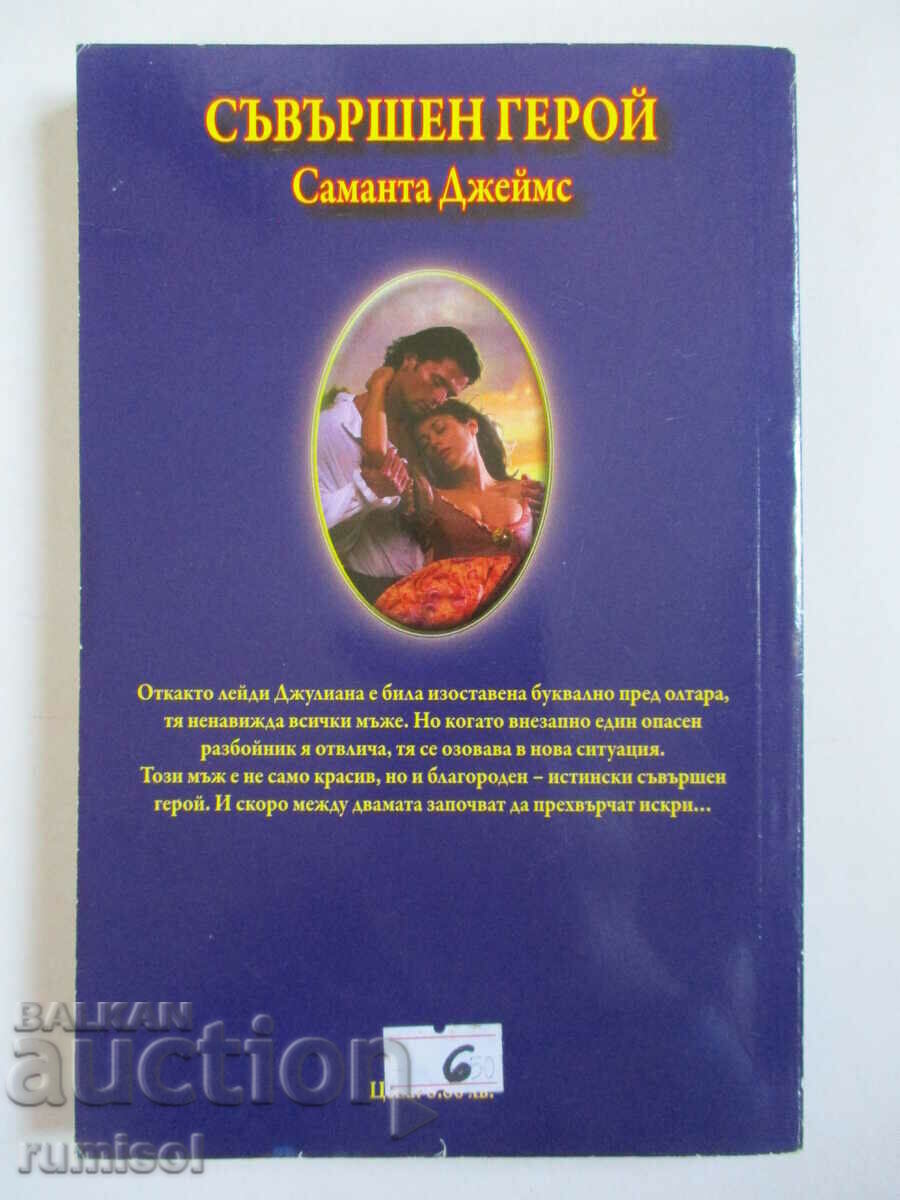 СЪВЪРШЕН ГЕРОЙ
Саманта Джеймс
Откакто лейди Джулиана е била изоставена буквално пред олтара,
тя ненавижда всички мъже. Но когато внезапно един опасен
разбойник я отвлича, тя се озовава в нова ситуация.
Този мъж е не само красив, но и благороден – истински съвършен
герой. И скоро между двамата започват да прехвърчат искри...
BALKAN
auction
6 50
лв.
rumisol